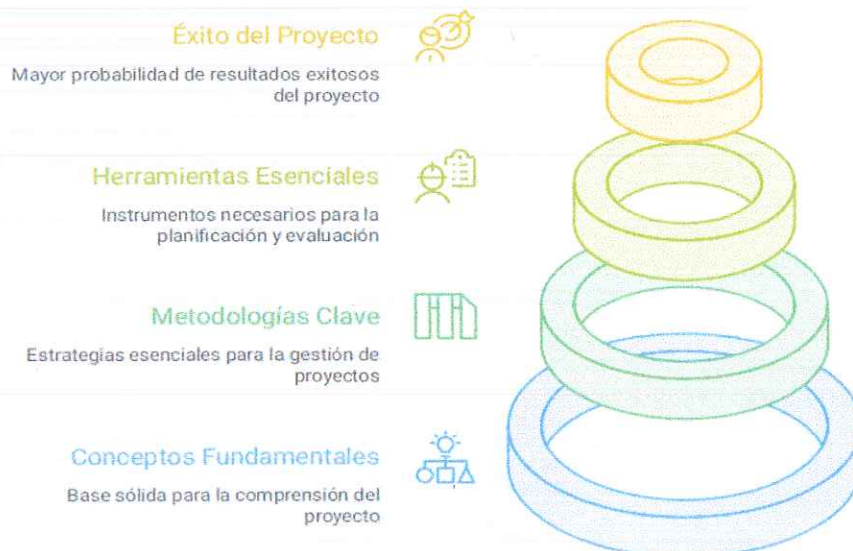 Éxito del Proyecto
Mayor probabilidad de resultados exitosos
del proyecto
Herramientas Esenciales
Instrumentos necesarios para la
planificación y evaluación
Metodologías Clave
Estrategias esenciales para la gestión de
proyectos
Conceptos Fundamentales
Base sólida para la comprensión del
proyecto